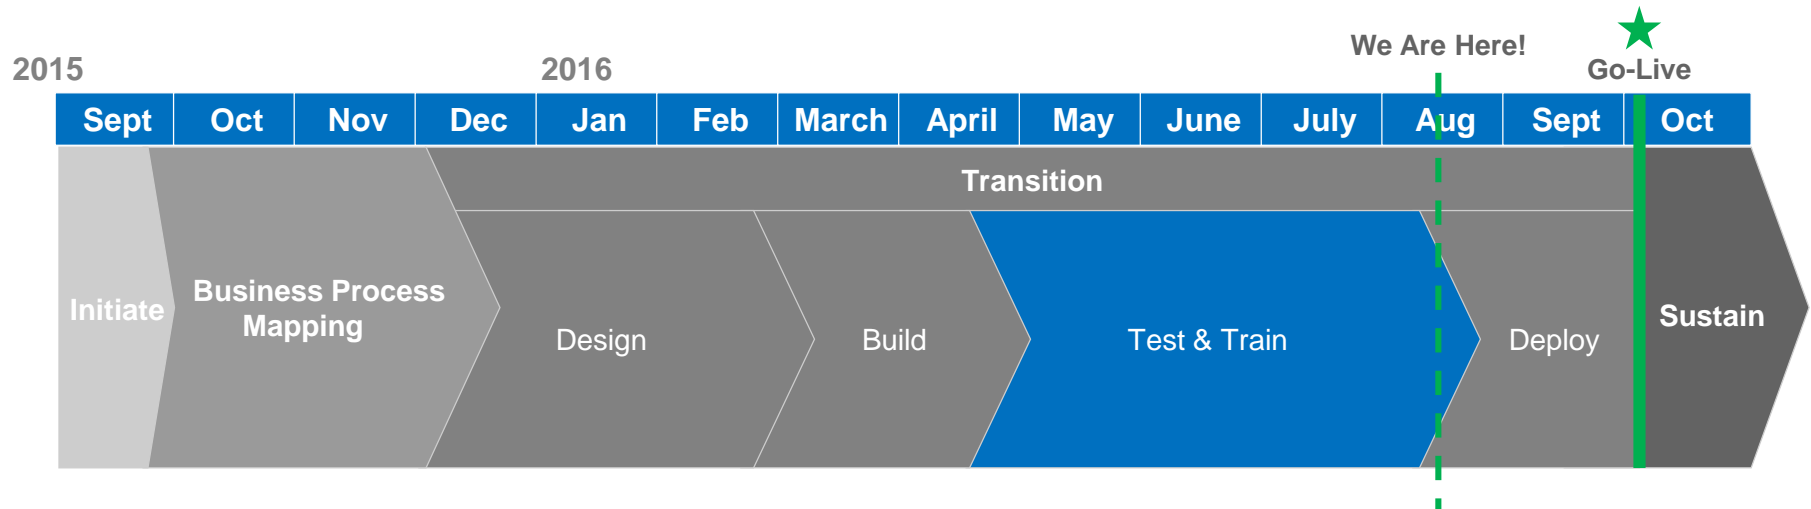 We Are Here!
2015
2016
Go-Live
Sept Oct Nov Dec Jan Feb March April May June July Aug Sept Oct
Transition
Initiate
Business Process
Mapping
Design
Build
Test & Train
Deploy
Sustain